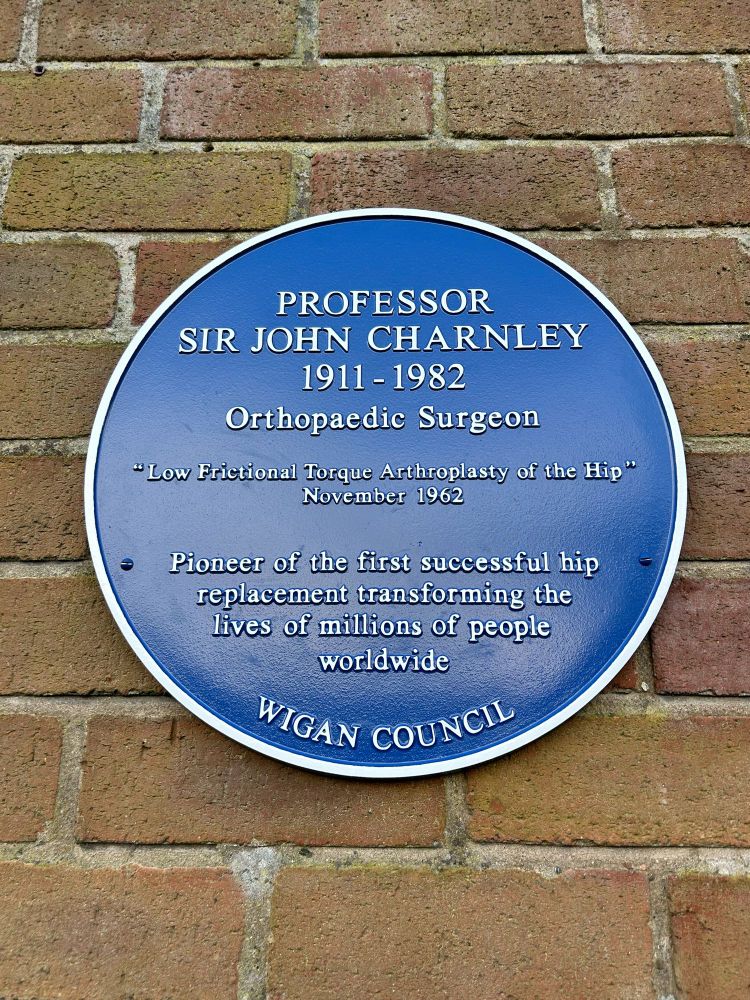 PROFESSOR
SIR JOHN CHARNLEY
1911-1982
Orthopaedic Surgeon
"Low Frictional Torque Arthroplasty of the Hip"
November 1962
Pioneer of the first successful hip
replacement transforming the
lives of millions of people
worldwide
WIGAN COUNCIL